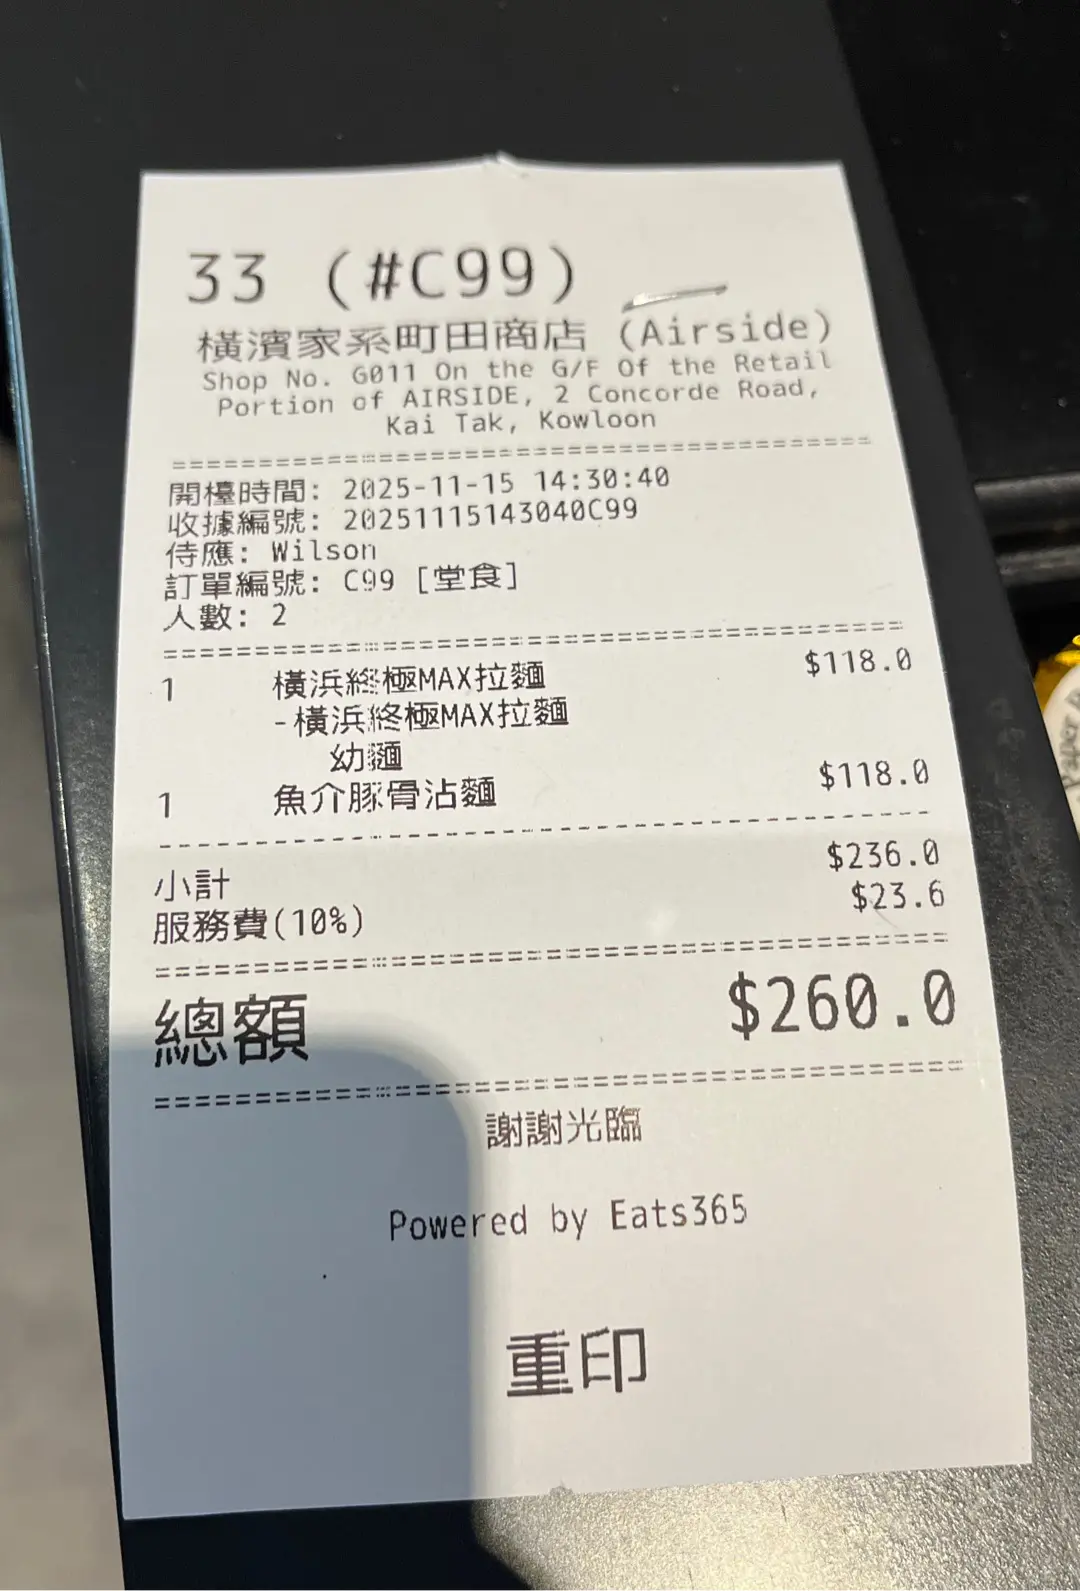 33 (#C99)
橫濱家系町田商店 (Airside)
Shop No. G011 On the G/F Of the Retail
Portion of AIRSIDE, 2 Concorde Road,
Kai Tak, Kowloon
開檯時間: 2025-11-15 14:30:40
收據編號: 20251115143040C99
侍應: Wilson
訂單編號: C99 [堂食]
人數: 2
1 橫浜終極MAX拉麵 $118.0
-橫浜終極MAX拉麵
幼麵
1 魚介豚骨沾麵 $118.0
小計 $236.0
服務費(10%) $23.6
總額 $260.0
謝謝光臨
Powered by Eats365
重印